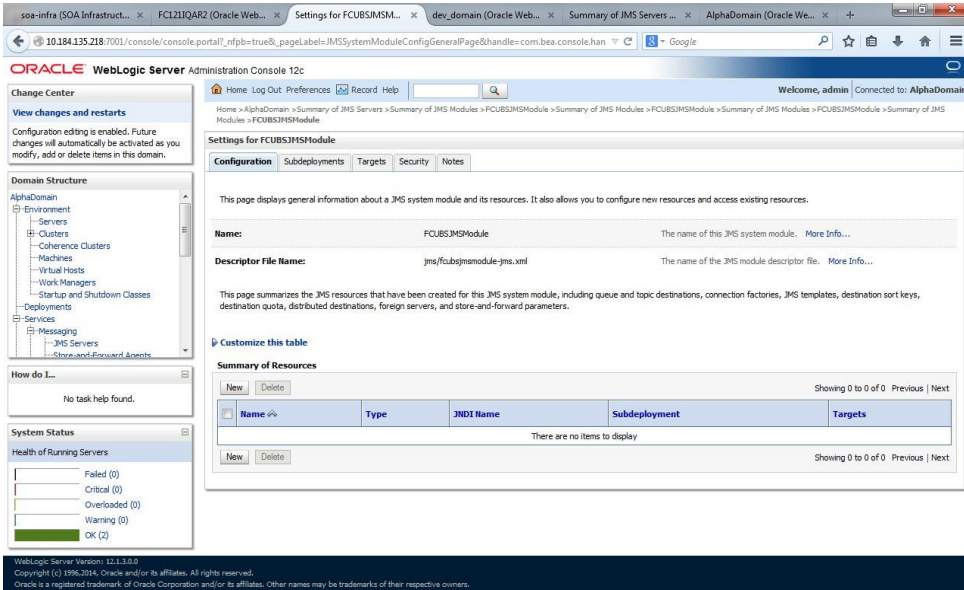 soa-infra (SOA Infrastruct... × FC121IQAR2 (Oracle Web... × Settings for FCUBSJMSM... × dev_domain (Oracle Web... × Summary of JMS Servers ... × AlphaDomain (Oracle We... × +
10.184.135.218:7001/console/console.portal?_nfpb=true&_pageLabel=JMSSystemModuleConfigGeneralPage&handle=com.bea.console.han Google
ORACLE WebLogic Server Administration Console 12c
Change Center
View changes and restarts
Configuration editing is enabled. Future
changes will automatically be activated as you
modify, add or delete items in this domain.
Domain Structure
AlphaDomain
Environment
Servers
Clusters
Coherence Clusters
Machines
Virtual Hosts
Work Managers
Startup and Shutdown Classes
Deployments
Services
Messaging
JMS Servers
Store-and-Forward Agents
How do I...
No task help found.
System Status
Health of Running Servers
Failed (0)
Critical (0)
Overloaded (0)
Warning (0)
OK (2)
Home Log Out Preferences Record Help
Welcome, admin Connected to: AlphaDomain
Home >AlphaDomain >Summary of JMS Servers >Summary of JMS Modules >FCUBSJMSModule >Summary of JMS Modules >FCUBSJMSModule >Summary of JMS Modules >FCUBSJMSModule >Summary of JMS
Modules >FCUBSJMSModule
Settings for FCUBSJMSModule
Configuration Subdeployments Targets Security Notes
This page displays general information about a JMS system module and its resources. It also allows you to configure new resources and access existing resources.
Name: FCUBSJMSModule The name of this JMS system module. More Info...
Descriptor File Name: jms/fcubsjmsmodule-jms.xml The name of the JMS module descriptor file. More Info...
This page summarizes the JMS resources that have been created for this JMS system module, including queue and topic destinations, connection factories, JMS templates, destination sort keys,
destination quota, distributed destinations, foreign servers, and store-and-forward parameters.
Customize this table
Summary of Resources
New Delete Showing 0 to 0 of 0 Previous | Next
Name Type JNDI Name Subdeployment Targets
There are no items to display
New Delete Showing 0 to 0 of 0 Previous | Next
WebLogic Server Version: 12.1.3.0.0
Copyright (c) 1996,2014, Oracle and/or its affiliates. All rights reserved.
Oracle is a registered trademark of Oracle Corporation and/or its affiliates. Other names may be trademarks of their respective owners.